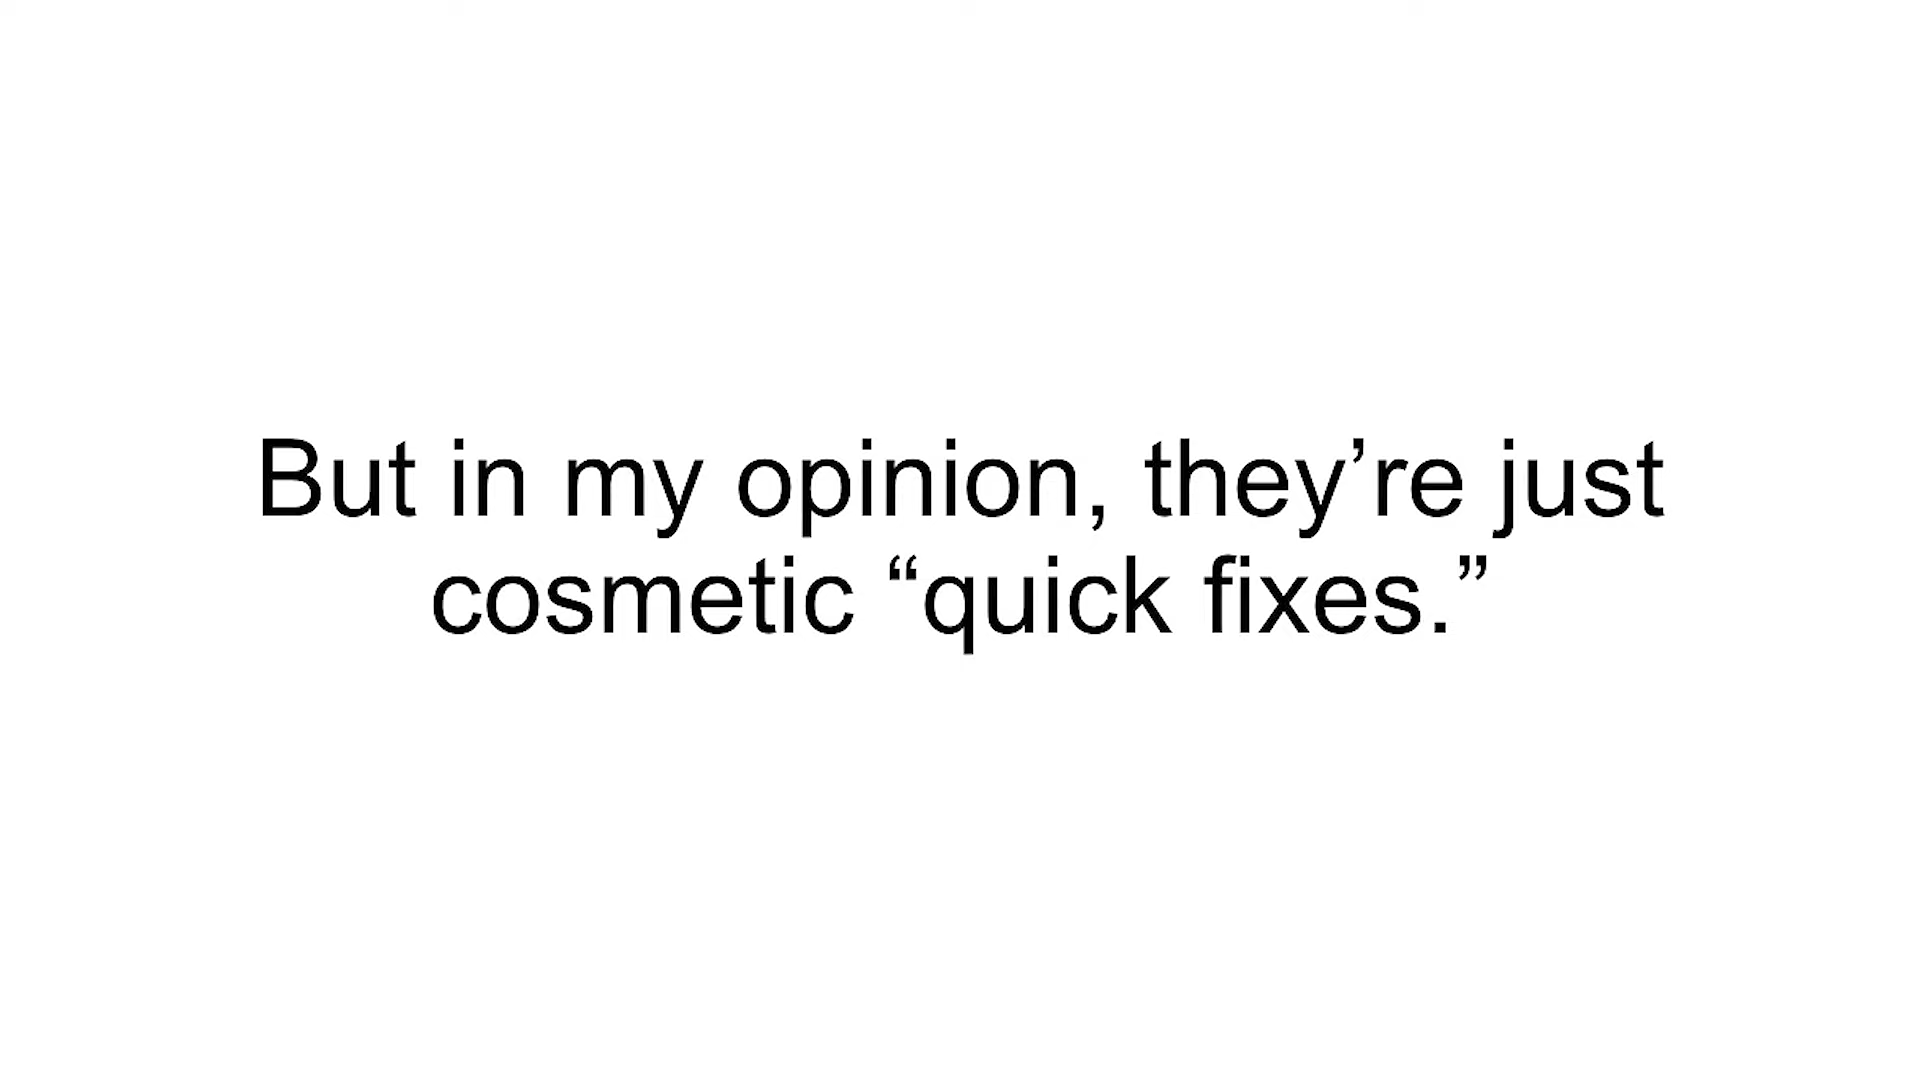 But in my opinion, they’re just
cosmetic “quick fixes.”